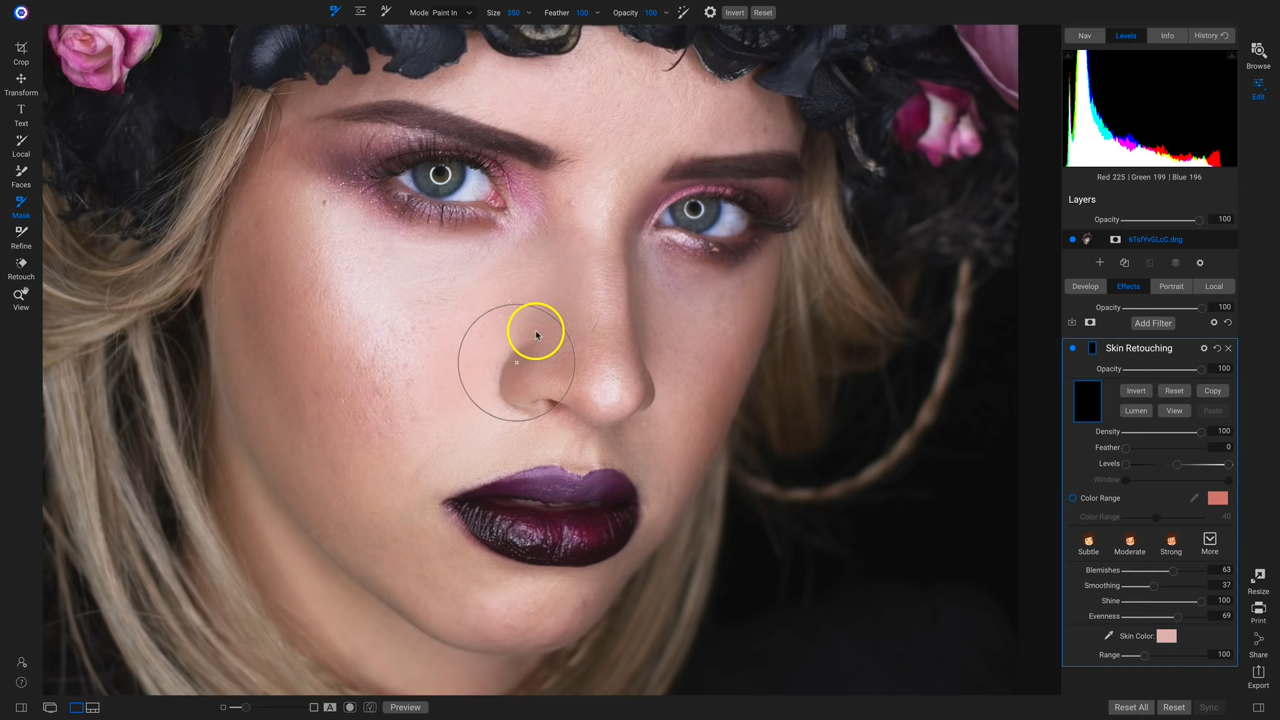 Mode Paint In Size 350 Feather 100 Opacity 100 Invert Reset
Crop
Transform
Text
Local
Faces
Mask
Refine
Retouch
View
Nav Levels Info History
Red 225 | Green 199 | Blue 196
Layers
Opacity 100
6TsfYvGLcC.dng
Develop Effects Portrait Local
Opacity 100
Add Filter
Skin Retouching
Opacity 100
Invert Reset Copy
Lumen View Paste
Density 100
Feather 0
Levels
Window
Color Range
Color Range 40
Subtle Moderate Strong More
Blemishes 63
Smoothing 37
Shine 100
Evenness 69
Skin Color:
Range 100
Browse
Edit
Resize
Print
Share
Export
A Preview
Reset All Reset Sync